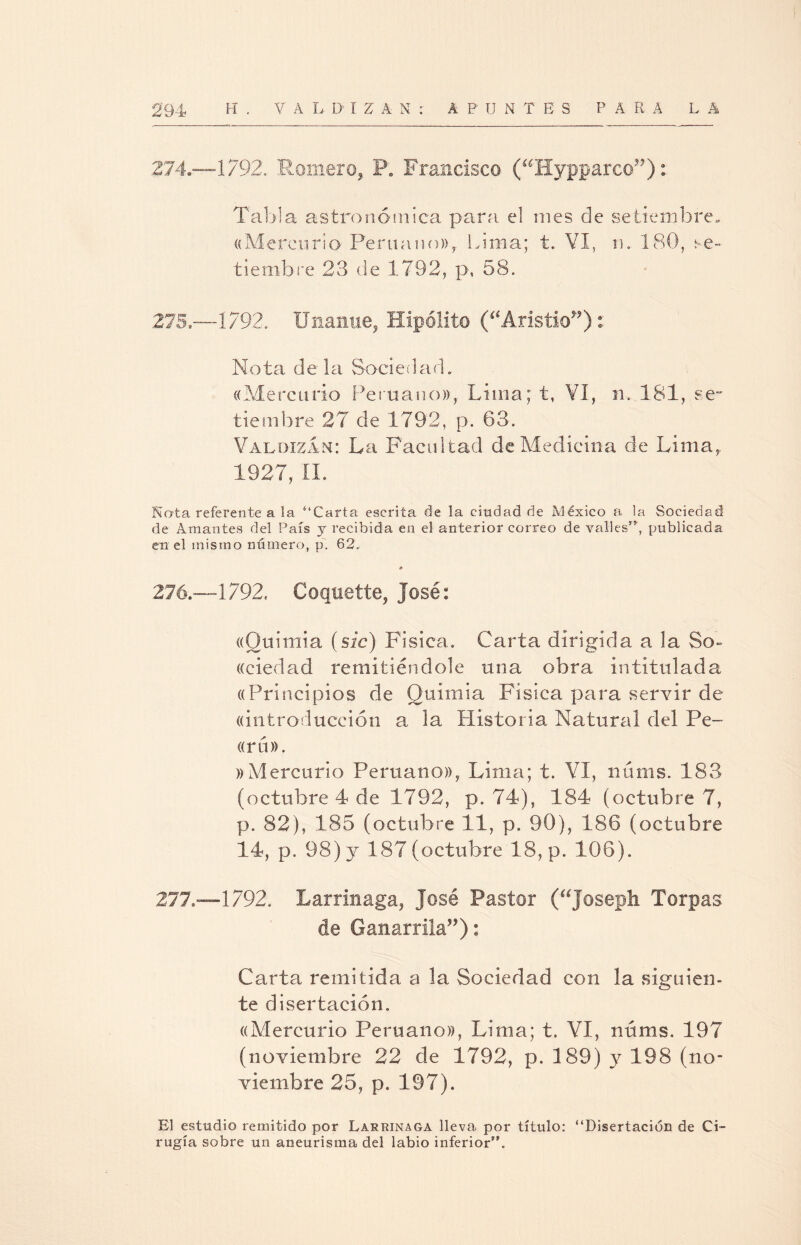 294 H. VALDIZAN: APUNTES PARA LA
274.—1792. Romero, P. Francisco (“Hypparco”):
Tabla astronómica para el mes de setiembre.
«Mercurio Peruano», Lima; t. VI, n. 180, se-
tiembre 23 de 1792, p, 58.
275.—1792. Unanue, Hipólito (“Aristio”):
Nota de la Sociedad.
«Mercurio Peruano», Lima; t, VI, n. 181, se-
tiembre 27 de 1792, p. 63.
VALDIZÁN: La Facultad de Medicina de Lima,
1927, II.
Nota referente a la “Carta escrita de la ciudad de México a la Sociedad
de Amantes del País y recibida en el anterior correo de valles”, publicada
en el mismo número, p. 62.
276.—1792, Coquette, José:
«Quimia (sic) Fisica. Carta dirigida a la So-
«ciedad remitiéndole una obra intitulada
«Principios de Quimia Fisica para servir de
«introducción a la Historia Natural del Pe-
«rú».
»Mercurio Peruano», Lima; t. VI, núms. 183
(octubre 4 de 1792, p. 74), 184 (octubre 7,
p. 82), 185 (octubre 11, p. 90), 186 (octubre
14, p. 98) y 187 (octubre 18, p. 106).
277.—1792. Larrinaga, José Pastor (“Joseph Torpas
de Ganarrila”):
Carta remitida a la Sociedad con la siguien-
te disertación.
«Mercurio Peruano», Lima; t. VI, núms. 197
(noviembre 22 de 1792, p. 189) y 198 (no-
viembre 25, p. 197).
El estudio remitido por LARRINAGA lleva por título: “Disertación de Ci-
rugía sobre un aneurisma del labio inferior”.